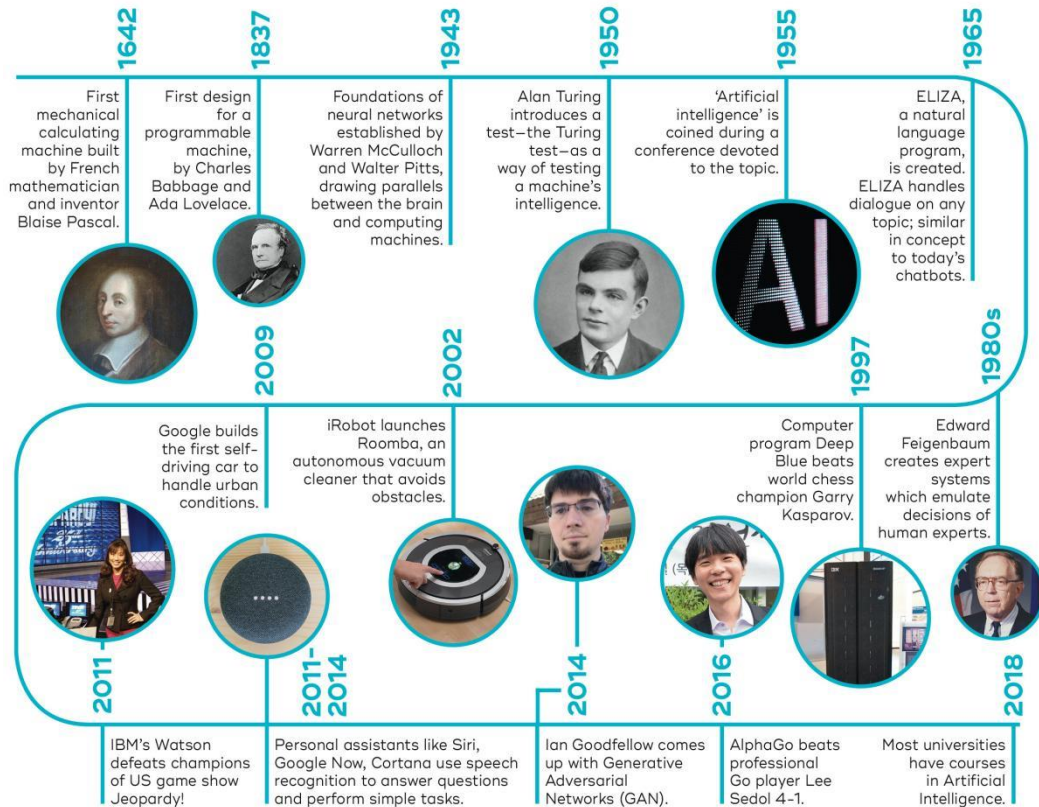 1642
First
mechanical
calculating
machine built
by French
mathematician
and inventor
Blaise Pascal.
1837
First design
for a
programmable
machine,
by Charles
Babbage and
Ada Lovelace.
1943
Foundations of
neural networks
established by
Warren McCulloch
and Walter Pitts,
drawing parallels
between the brain
and computing
machines.
1950
Alan Turing
introduces a
test—the Turing
test—as a
way of testing
a machine's
intelligence.
1955
‘Artificial
intelligence’ is
coined during a
conference devoted
to the topic.
AI
1965
ELIZA,
a natural
language
program,
is created.
ELIZA handles
dialogue on any
topic; similar
in concept
to today's
chatbots.
1980s
Edward
Feigenbaum
creates expert
systems
which emulate
decisions of
human experts.
1997
Computer
program Deep
Blue beats
world chess
champion Garry
Kasparov.
IBM
2002
iRobot launches
Roomba, an
autonomous vacuum
cleaner that avoids
obstacles.
2009
Google builds
the first self-
driving car to
handle urban
conditions.
2011
IBM's Watson
defeats champions
of US game show
Jeopardy!
2011-
2014
Personal assistants like Siri,
Google Now, Cortana use speech
recognition to answer questions
and perform simple tasks.
2014
Ian Goodfellow comes
up with Generative
Adversarial
Networks (GAN).
2016
AlphaGo beats
professional
Go player Lee
Sedol 4-1.
2018
Most universities
have courses
in Artificial
Intelligence.